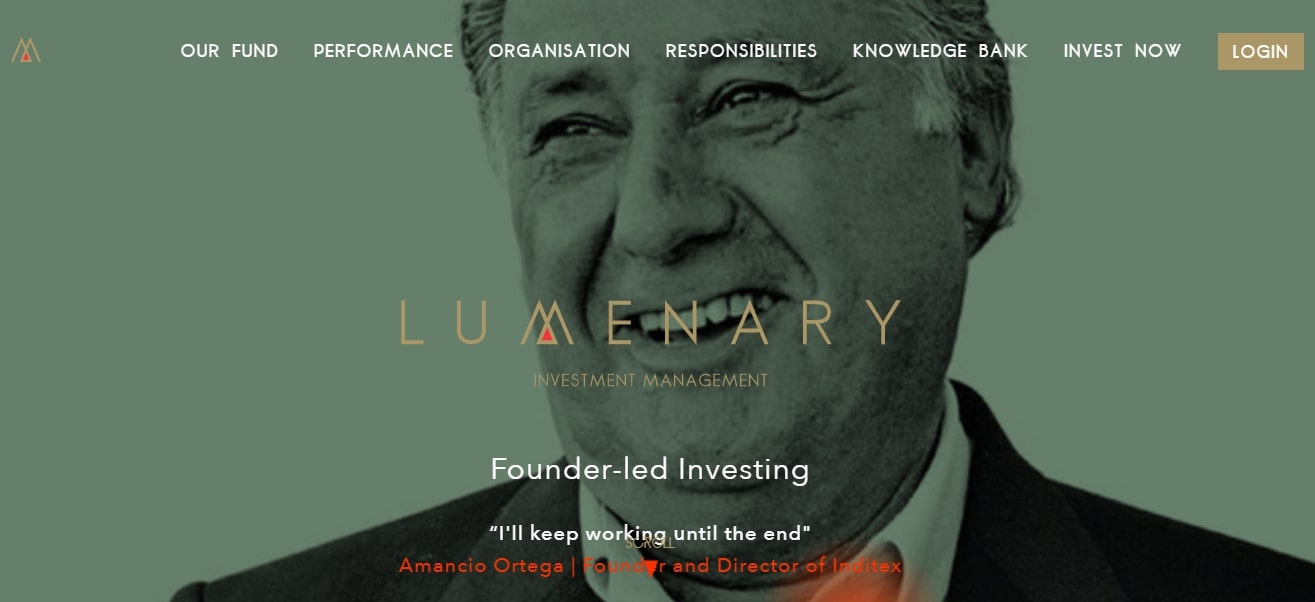 OUR FUND PERFORMANCE ORGANISATION RESPONSIBILITIES KNOWLEDGE BANK INVEST NOW LOGIN
LUMENARY
INVESTMENT MANAGEMENT
Founder-led Investing
“I'll keep working until the end"
SCROLL
Amancio Ortega | Founder and Director of Inditex